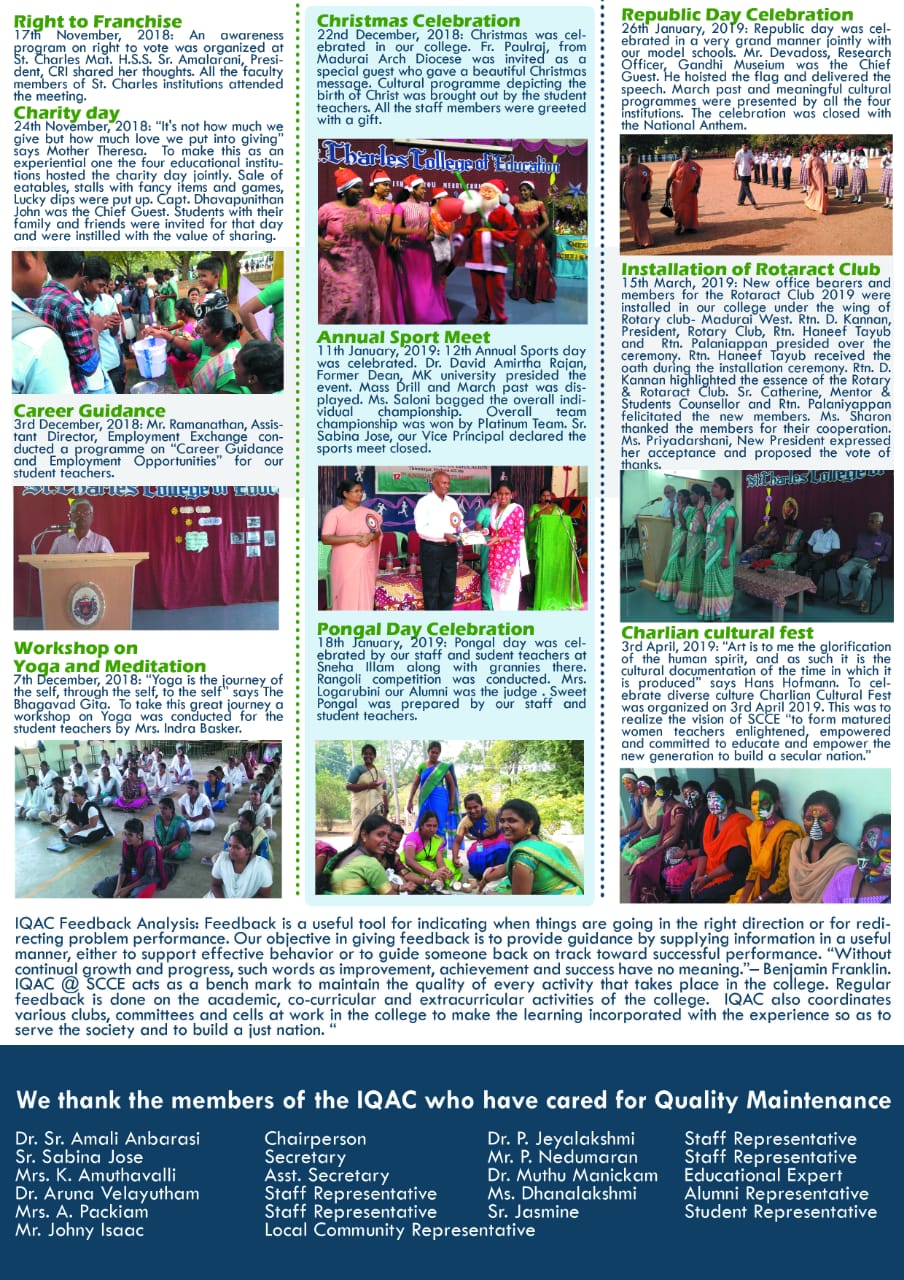 Right to Franchise
17th November, 2018: An awareness
program on right to vote was organized at
St. Charles Mat. H.S.S. Sr. Amalarani, Presi-
dent, CRI shared her thoughts. All the faculty
members of St. Charles institutions attended
the meeting.
Charity day
24th November, 2018: "It's not how much we
give but how much love we put into giving"
says Mother Theresa. To make this as an
experiential one the four educational institu-
tions hosted the charity day jointly. Sale of
eatables, stalls with fancy items and games,
Lucky dips were put up. Capt. Dhavapunithan
John was the Chief Guest. Students with their
family and friends were invited for that day
and were instilled with the value of sharing.
Career Guidance
3rd December, 2018: Mr. Ramanathan, Assis-
tant Director, Employment Exchange con-
ducted a programme on "Career Guidance
and Employment Opportunities" for our
student teachers.
St. Charles College of Educ
Workshop on
Yoga and Meditation
7th December, 2018: "Yoga is the journey of
the self, through the self, to the self" says The
Bhagavad Gita. To take this great journey a
workshop on Yoga was conducted for the
student teachers by Mrs. Indra Basker.
Christmas Celebration
22nd December, 2018: Christmas was cel-
ebrated in our college. Fr. Paulraj, from
Madurai Arch Diocese was invited as a
special guest who gave a beautiful Christmas
message. Cultural programme depicting the
birth of Christ was brought out by the student
teachers. All the staff members were greeted
with a gift.
.Charles College of Education
ISH YOU MERRY CHRI
Annual Sport Meet
11th January, 2019: 12th Annual Sports day
was celebrated. Dr. David Amirtha Rajan,
Former Dean, MK university presided the
event. Mass Drill and March past was dis-
played. Ms. Saloni bagged the overall indi-
vidual championship. Overall team
championship was won by Platinum Team. Sr.
Sabina Jose, our Vice Principal declared the
sports meet closed.
Pongal Day Celebration
18th January, 2019: Pongal day was cel-
ebrated by our staff and sudent teachers at
Sneha Illam along with grannies there.
Rangoli competition was conducted. Mrs.
Logarubini our Alumni was the judge . Sweet
Pongal was prepared by our staff and
student teachers.
Republic Day Celebration
26th January, 2019: Republic day was cel-
ebrated in a very grand manner jointly with
our model schools. Mr. Devadoss, Research
Officer, Gandhi Museium was the Chief
Guest. He hoisted the flag and delivered the
speech. March past and meaningful cultural
programmes were presented by all the four
institutions. The celebration was closed with
the National Anthem.
Installation of Rotaract Club
15th March, 2019: New office bearers and
members for the Rotaract Club 2019 were
installed in our college under the wing of
Rotary club- Madurai West. Rtn. D. Kannan,
President, Rotary Club, Rtn. Haneef Tayub
and Rtn. Palaniappan presided over the
ceremony. Rtn. Haneef Tayub received the
oath during the installation ceremony. Rtn. D.
Kannan highlighted the essence of the Rotary
& Rotaract Club. Sr. Catherine, Mentor &
Students Counsellor and Rtn. Palaniyappan
felicitated the new members. Ms. Sharon
thanked the members for their cooperation.
Ms. Priyadarshani, New President expressed
her acceptance and proposed the vote of
thanks.
St.Charles College
Charlian cultural fest
3rd April, 2019: "Art is to me the glorification
of the human spirit, and as such it is the
cultural documentation of the time in which it
is produced" says Hans Hofmann. To cel-
ebrate diverse culture Charlian Cultural Fest
was organized on 3rd April 2019. This was to
realize the vision of SCCE "to form matured
women teachers enlightened, empowered
and committed to educate and empower the
new generation to build a secular nation."
IQAC Feedback Analysis: Feedback is a useful tool for indicating when things are going in the right direction or for redi-
recting problem performance. Our objective in giving feedback is to provide guidance by supplying information in a useful
manner, either to support effective behavior or to guide someone back on track toward successful performance. "Without
continual growth and progress, such words as improvement, achievement and success have no meaning."– Benjamin Franklin.
IQAC @ SCCE acts as a bench mark to maintain the quality of every activity that takes place in the college. Regular
feedback is done on the academic, co-curricular and extracurricular activities of the college. IQAC also coordinates
various clubs, committees and cells at work in the college to make the learning incorporated with the experience so as to
serve the society and to build a just nation. "
We thank the members of the IQAC who have cared for Quality Maintenance
Dr. Sr. Amali Anbarasi Chairperson
Sr. Sabina Jose Secretary
Mrs. K. Amuthavalli Asst. Secretary
Dr. Aruna Velayutham Staff Representative
Mrs. A. Packiam Staff Representative
Mr. Johny Isaac Local Community Representative
Dr. P. Jeyalakshmi Staff Representative
Mr. P. Nedumaran Staff Representative
Dr. Muthu Manickam Educational Expert
Ms. Dhanalakshmi Alumni Representative
Sr. Jasmine Student Representative